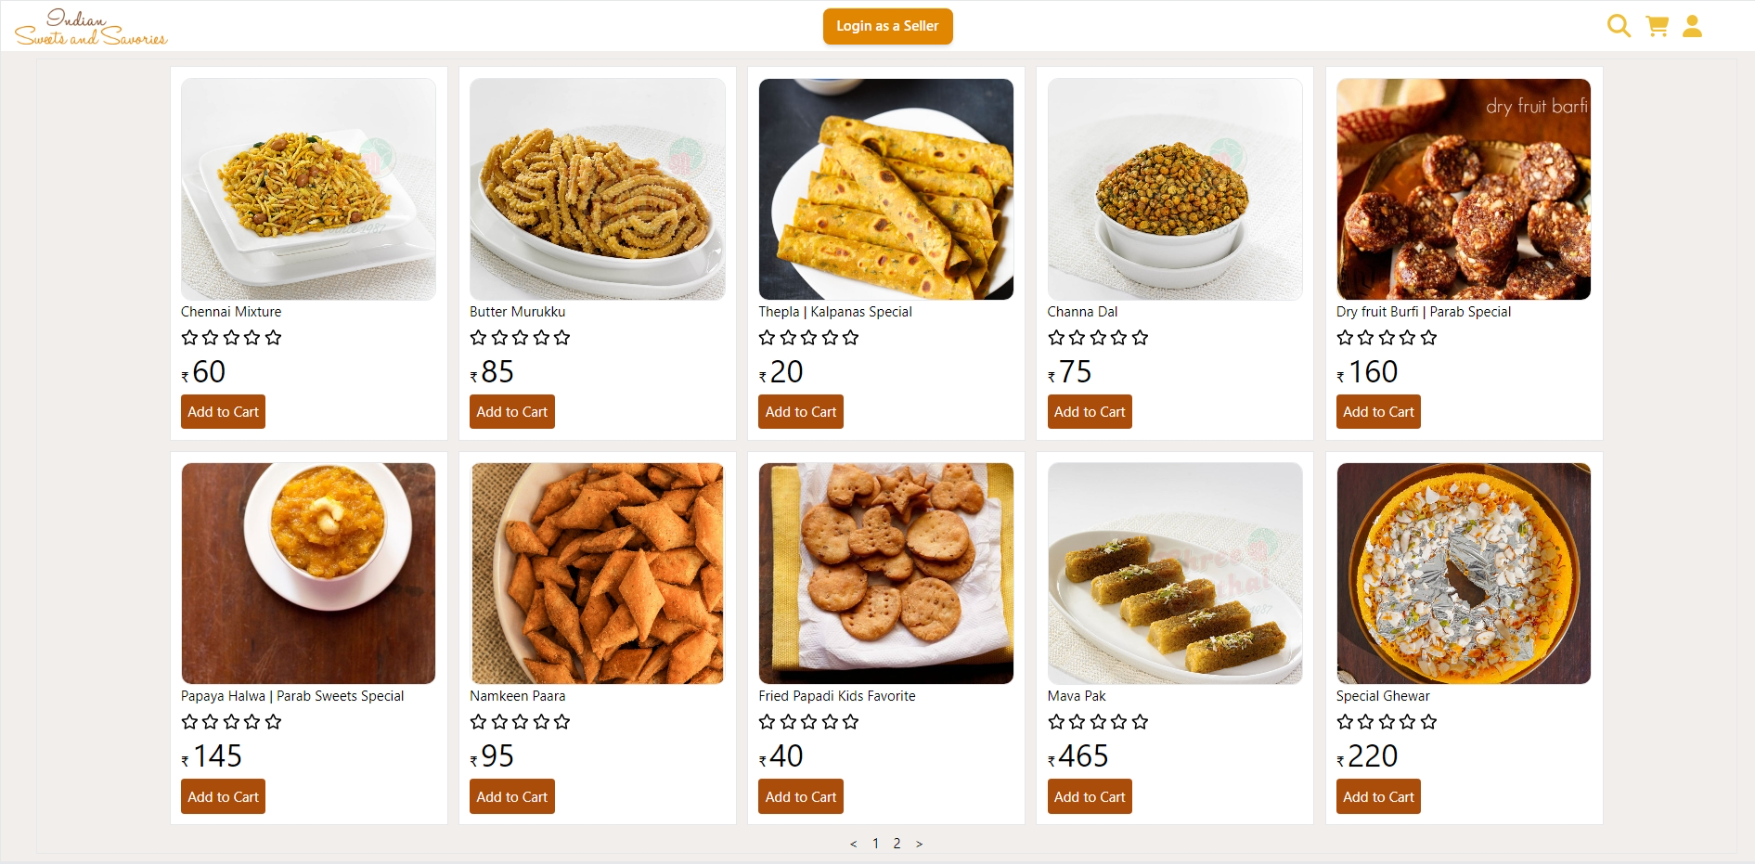 Indian
Sweets and Savories
Login as a Seller
dry fruit barfi
Chennai Mixture
₹ 60
Add to Cart
Butter Murukku
₹ 85
Add to Cart
Thepla | Kalpanas Special
₹ 20
Add to Cart
Channa Dal
₹ 75
Add to Cart
Dry fruit Burfi | Parab Special
₹ 160
Add to Cart
Papaya Halwa | Parab Sweets Special
₹ 145
Add to Cart
Namkeen Paara
₹ 95
Add to Cart
Fried Papadi Kids Favorite
₹ 40
Add to Cart
Mava Pak
₹ 465
Add to Cart
Special Ghewar
₹ 220
Add to Cart
< 1 2 >